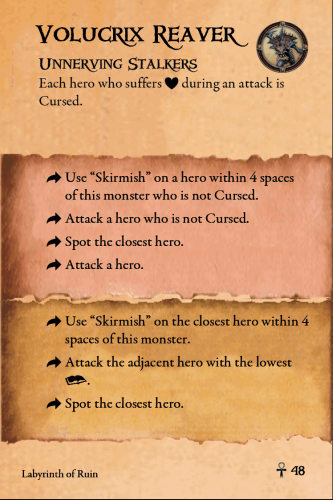 Volucrix Reaver
Unnerving Stalkers
Each hero who suffers during an attack is
Cursed.
Use “Skirmish” on a hero within 4 spaces
of this monster who is not Cursed.
Attack a hero who is not Cursed.
Spot the closest hero.
Attack a hero.
Use “Skirmish” on the closest hero within 4
spaces of this monster.
Attack the adjacent hero with the lowest
.
Spot the closest hero.
Labyrinth of Ruin
48